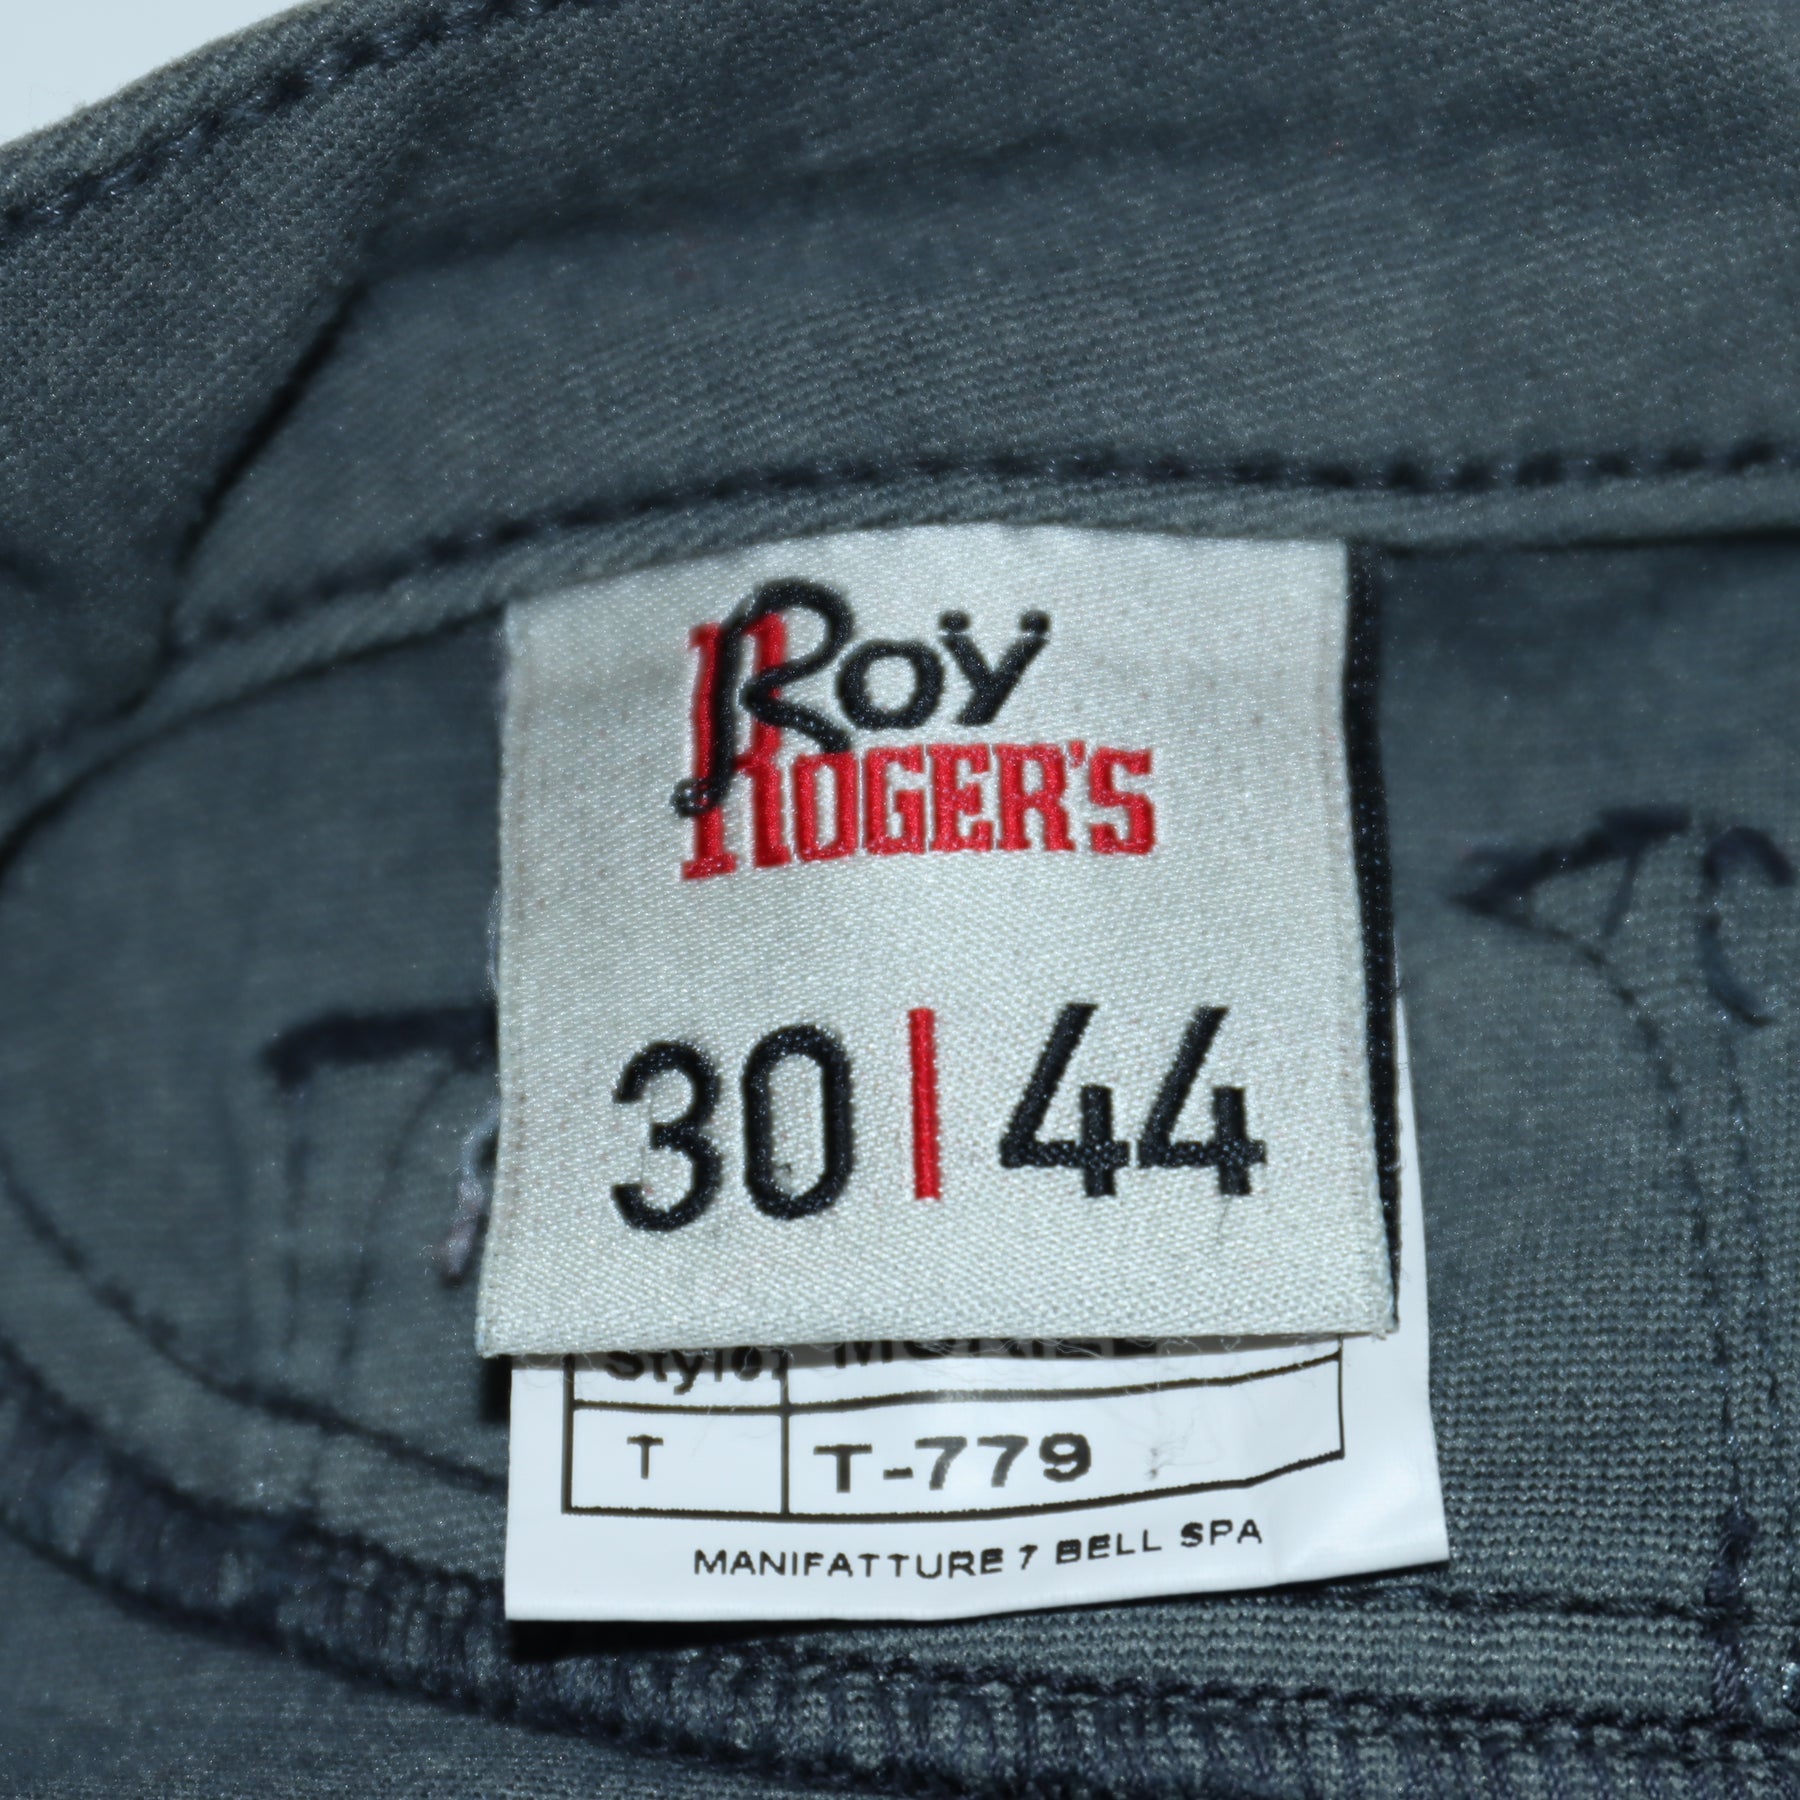 Roy
ROGER'S
30 | 44
Style
T T-779
MANIFATTURE 7 BELL SPA